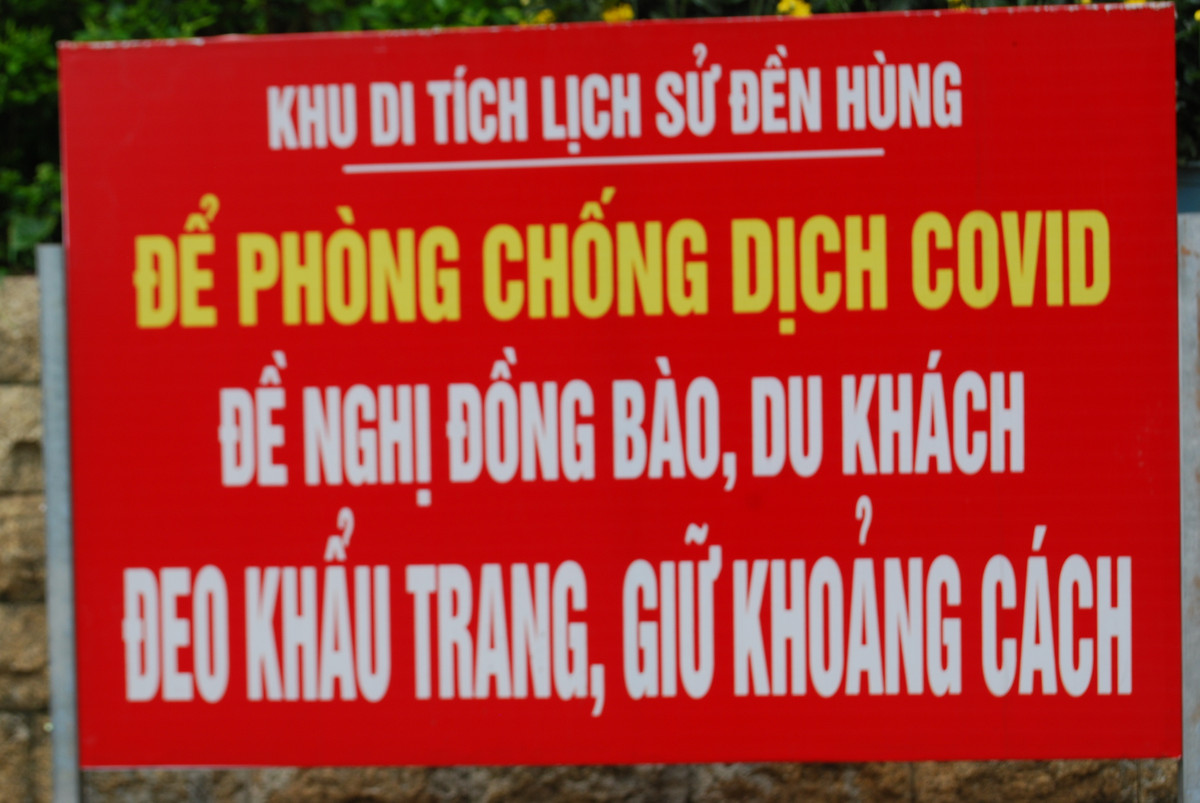 KHU DI TÍCH LỊCH SỬ ĐỀN HÙNG
ĐỂ PHÒNG CHỐNG DỊCH COVID
ĐỀ NGHỊ ĐỒNG BÀO, DU KHÁCH
ĐEO KHẨU TRANG, GIỮ KHOẢNG CÁCH